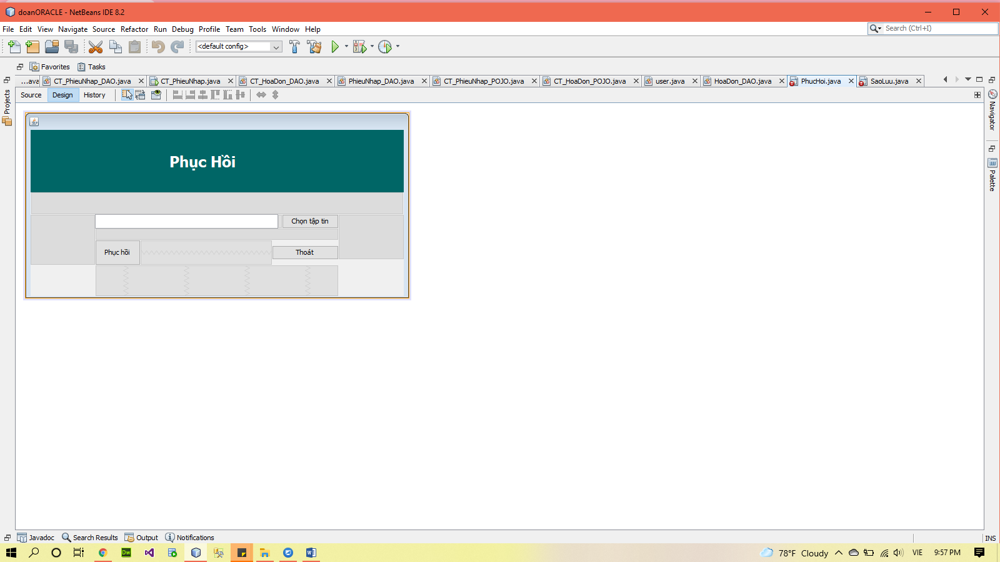 doanORACLE - NetBeans IDE 8.2
File Edit View Navigate Source Refactor Run Debug Profile Team Tools Window Help
Search (Ctrl+I)
<default config>
Favorites Tasks
...ava CT_PhieuNhap_DAO.java CT_PhieuNhap.java CT_HoaDon_DAO.java PhieuNhap_DAO.java CT_PhieuNhap_POJO.java CT_HoaDon_POJO.java user.java HoaDon_DAO.java PhucHoi.java SaoLuu.java
Source Design History
Projects
Navigator
Palette
Phục Hồi
Chọn tập tin
Phục hồi Thoát
Javadoc Search Results Output Notifications
INS
Dw
78°F Cloudy VIE 9:57 PM